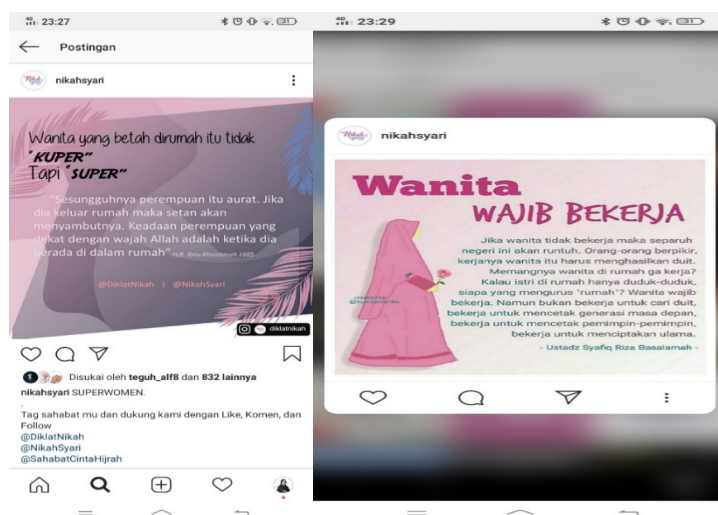 23:27
Postingan
nikahsyari
Wanita yang betah dirumah itu tidak
"KUPER"
Tapi "SUPER"
"Sesungguhnya perempuan itu aurat. Jika
dia keluar rumah maka setan akan
menyambutnya. Keadaan perempuan yang
dekat dengan wajah Allah adalah ketika dia
berada di dalam rumah" H.R. Ibnu Khuzaimah 1685
@DiklatNikah | @NikahSyari
diklatnikah
Disukai oleh teguh_alf8 dan 832 lainnya
nikahsyari SUPERWOMEN.
.
Tag sahabat mu dan dukung kami dengan Like, Komen, dan
Follow
@DiklatNikah
@NikahSyari
@SahabatCintaHijrah
23:29
nikahsyari
Wanita
WAJIB BEKERJA
Jika wanita tidak bekerja maka separuh
negeri ini akan runtuh. Orang-orang berpikir,
kerjanya wanita itu harus menghasilkan duit.
Memangnya wanita di rumah ga kerja?
Kalau istri di rumah hanya duduk-duduk,
siapa yang mengurus 'rumah'? Wanita wajib
bekerja. Namun bukan bekerja untuk cari duit,
bekerja untuk mencetak generasi masa depan,
bekerja untuk mencetak pemimpin-pemimpin,
bekerja untuk menciptakan ulama.
- Ustadz Syafiq Riza Basalamah -